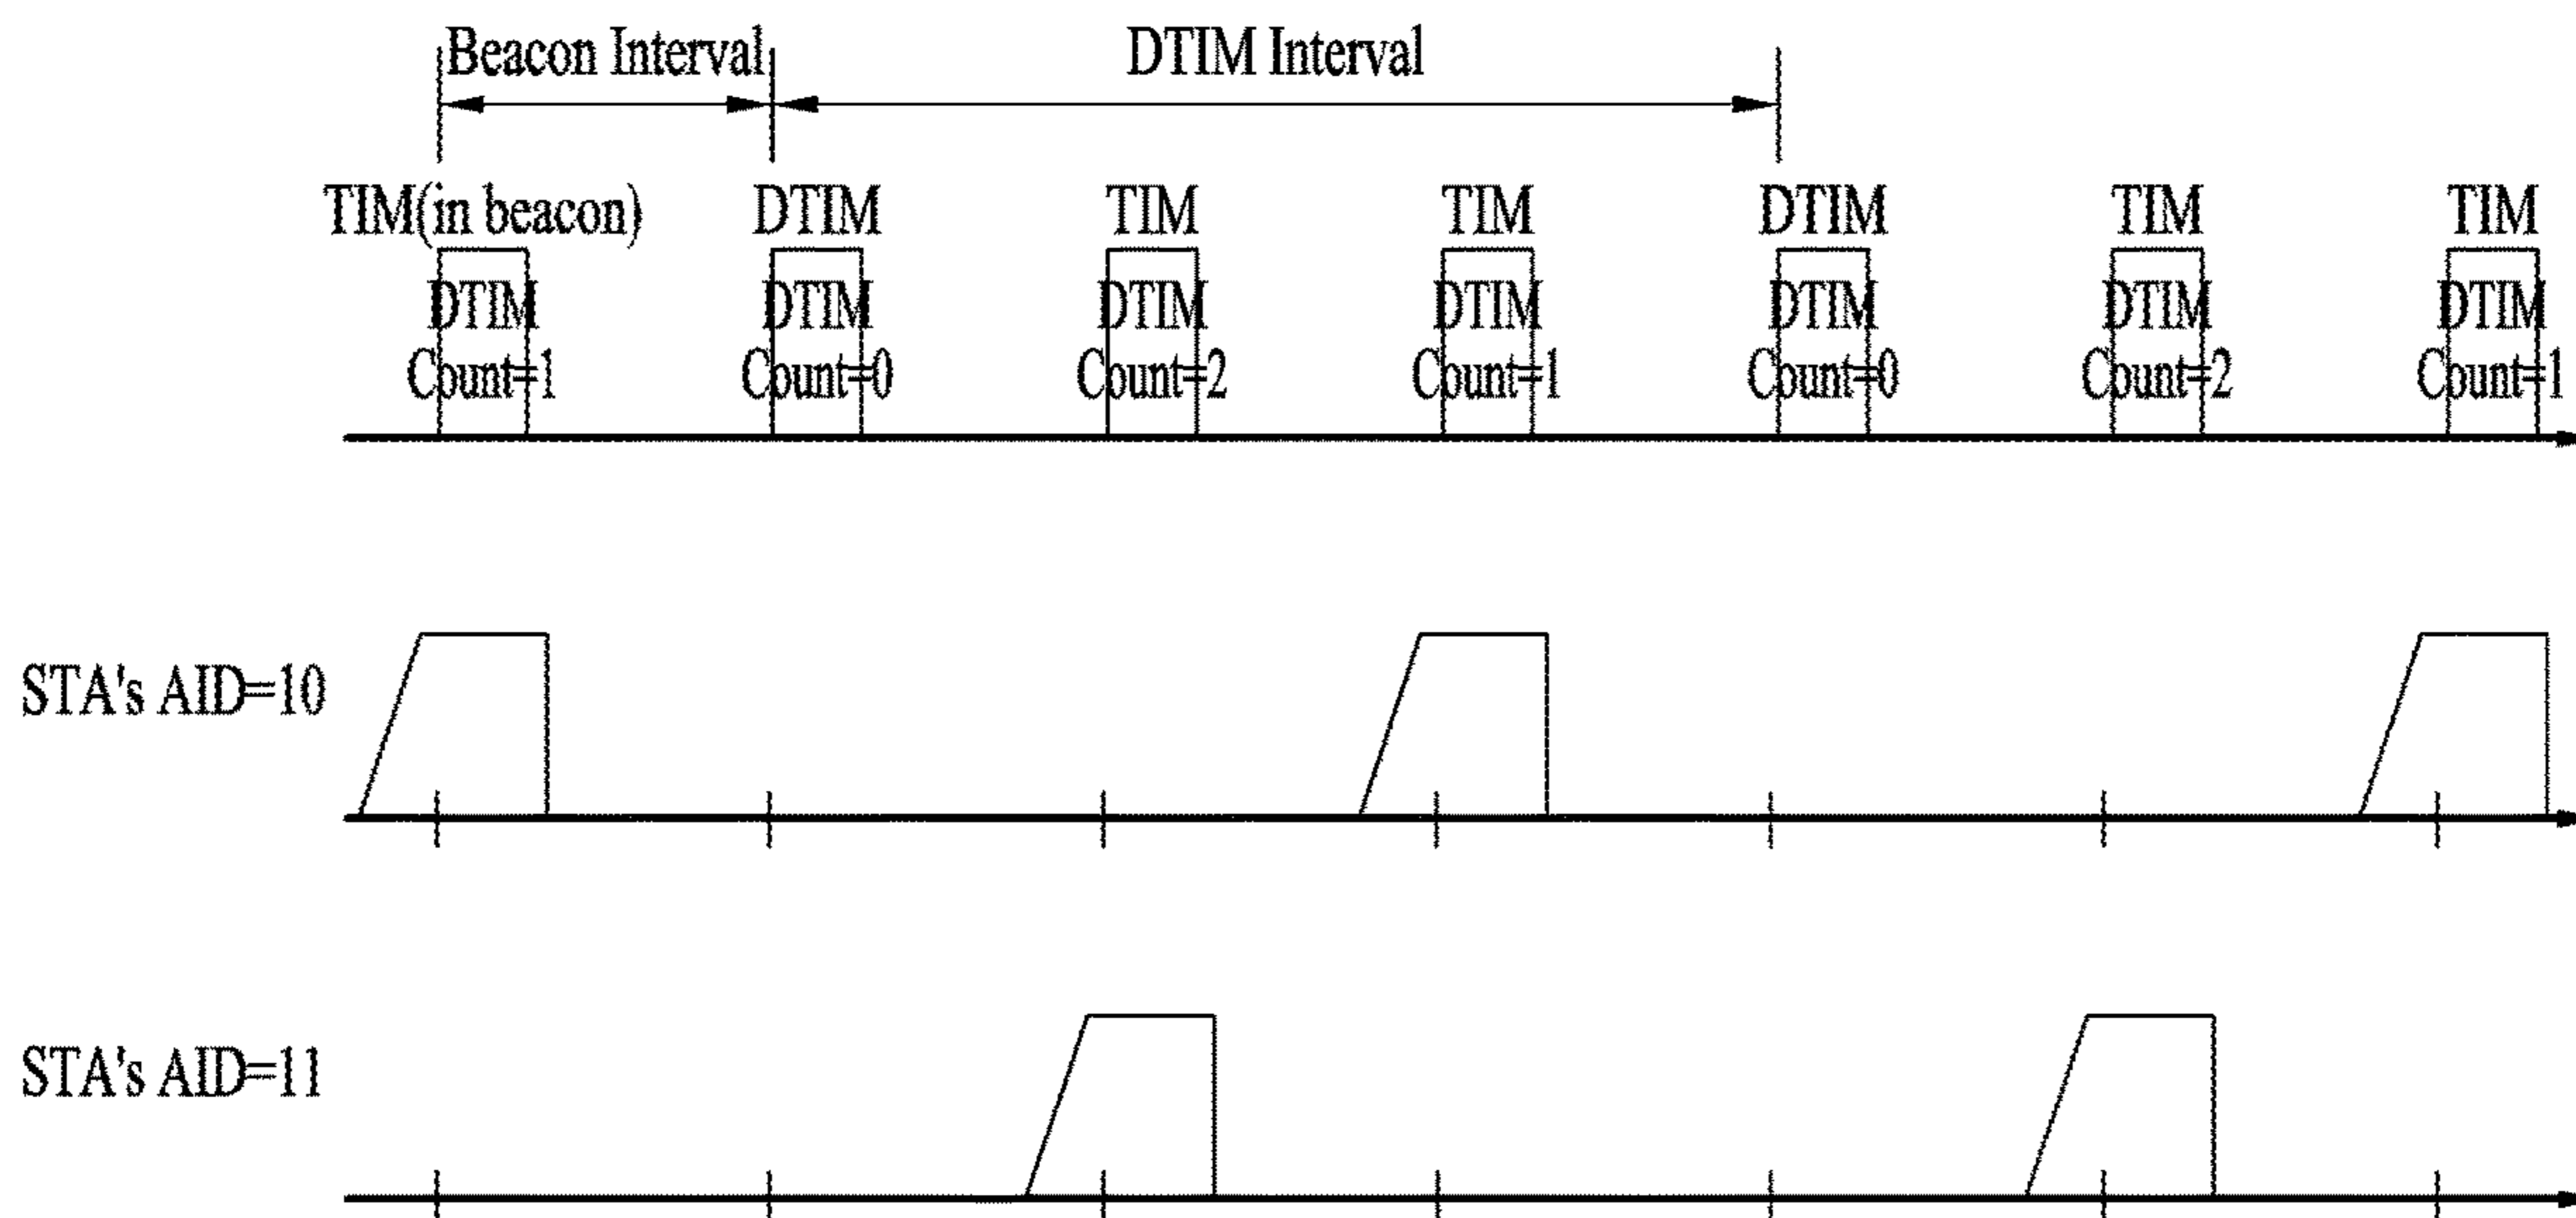 Beacon Interval
DTIM Interval
TIM(in beacon)
DTIM
TIM
TIM
DTIM
TIM
TIM
DTIM
Count=1
DTIM
Count=0
DTIM
Count=2
DTIM
Count=1
DTIM
Count=0
DTIM
Count=2
DTIM
Count=1
STA's AID=10
STA's AID=11